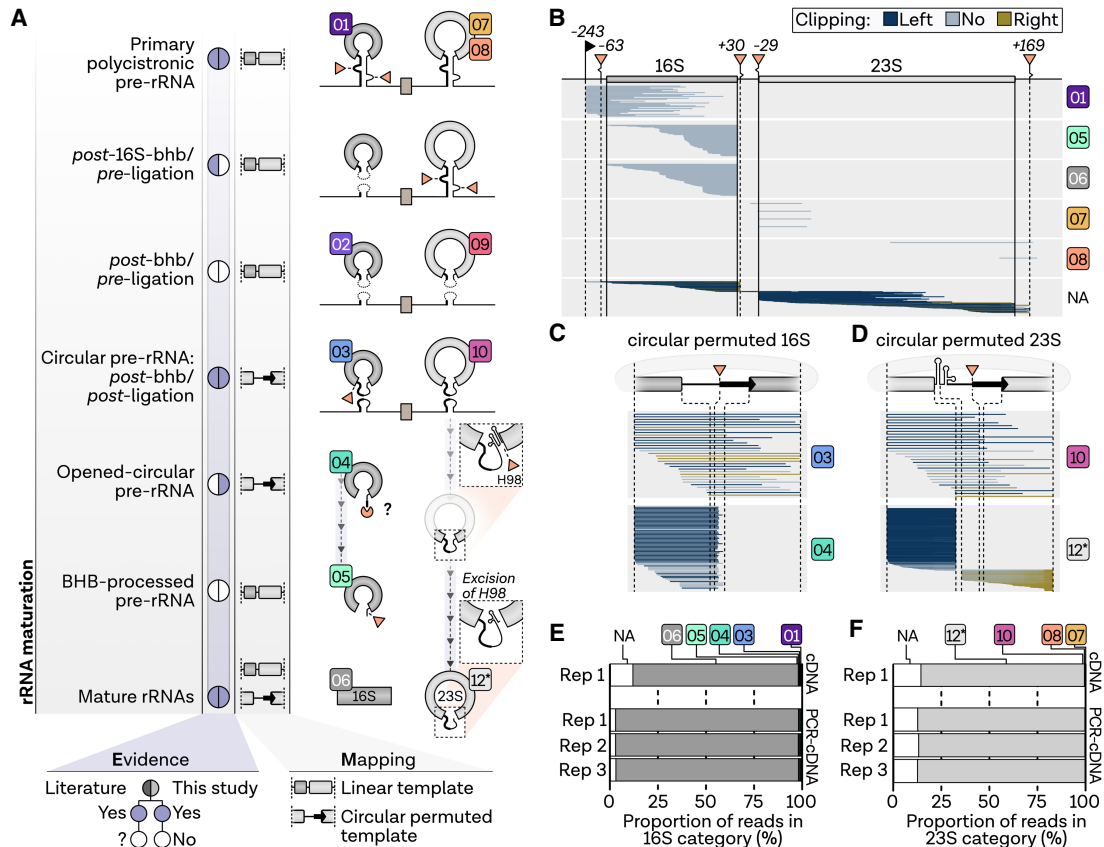 A
rRNA maturation
Primary
polycistronic
pre-rRNA
01
07
08
post-16S-bhb/
pre-ligation
post-bhb/
pre-ligation
02
09
Circular pre-rRNA:
post-bhb/
post-ligation
03
10
Opened-circular
pre-rRNA
04
?
H98
BHB-processed
pre-rRNA
05
Excision
of H98
Mature rRNAs
06
16S
23S
12*
Evidence
Literature
This study
Yes
Yes
?
No
Mapping
Linear template
Circular permuted
template
B
Clipping:
Left
No
Right
-243
-63
+30
-29
+169
16S
23S
01
05
06
07
08
NA
C
circular permuted 16S
03
04
D
circular permuted 23S
10
12*
E
NA
06
05
04
03
01
Rep 1
cDNA
Rep 1
Rep 2
Rep 3
PCR-cDNA
0
25
50
75
100
Proportion of reads in
16S category (%)
F
NA
12*
10
08
07
Rep 1
cDNA
Rep 1
Rep 2
Rep 3
PCR-cDNA
0
25
50
75
100
Proportion of reads in
23S category (%)